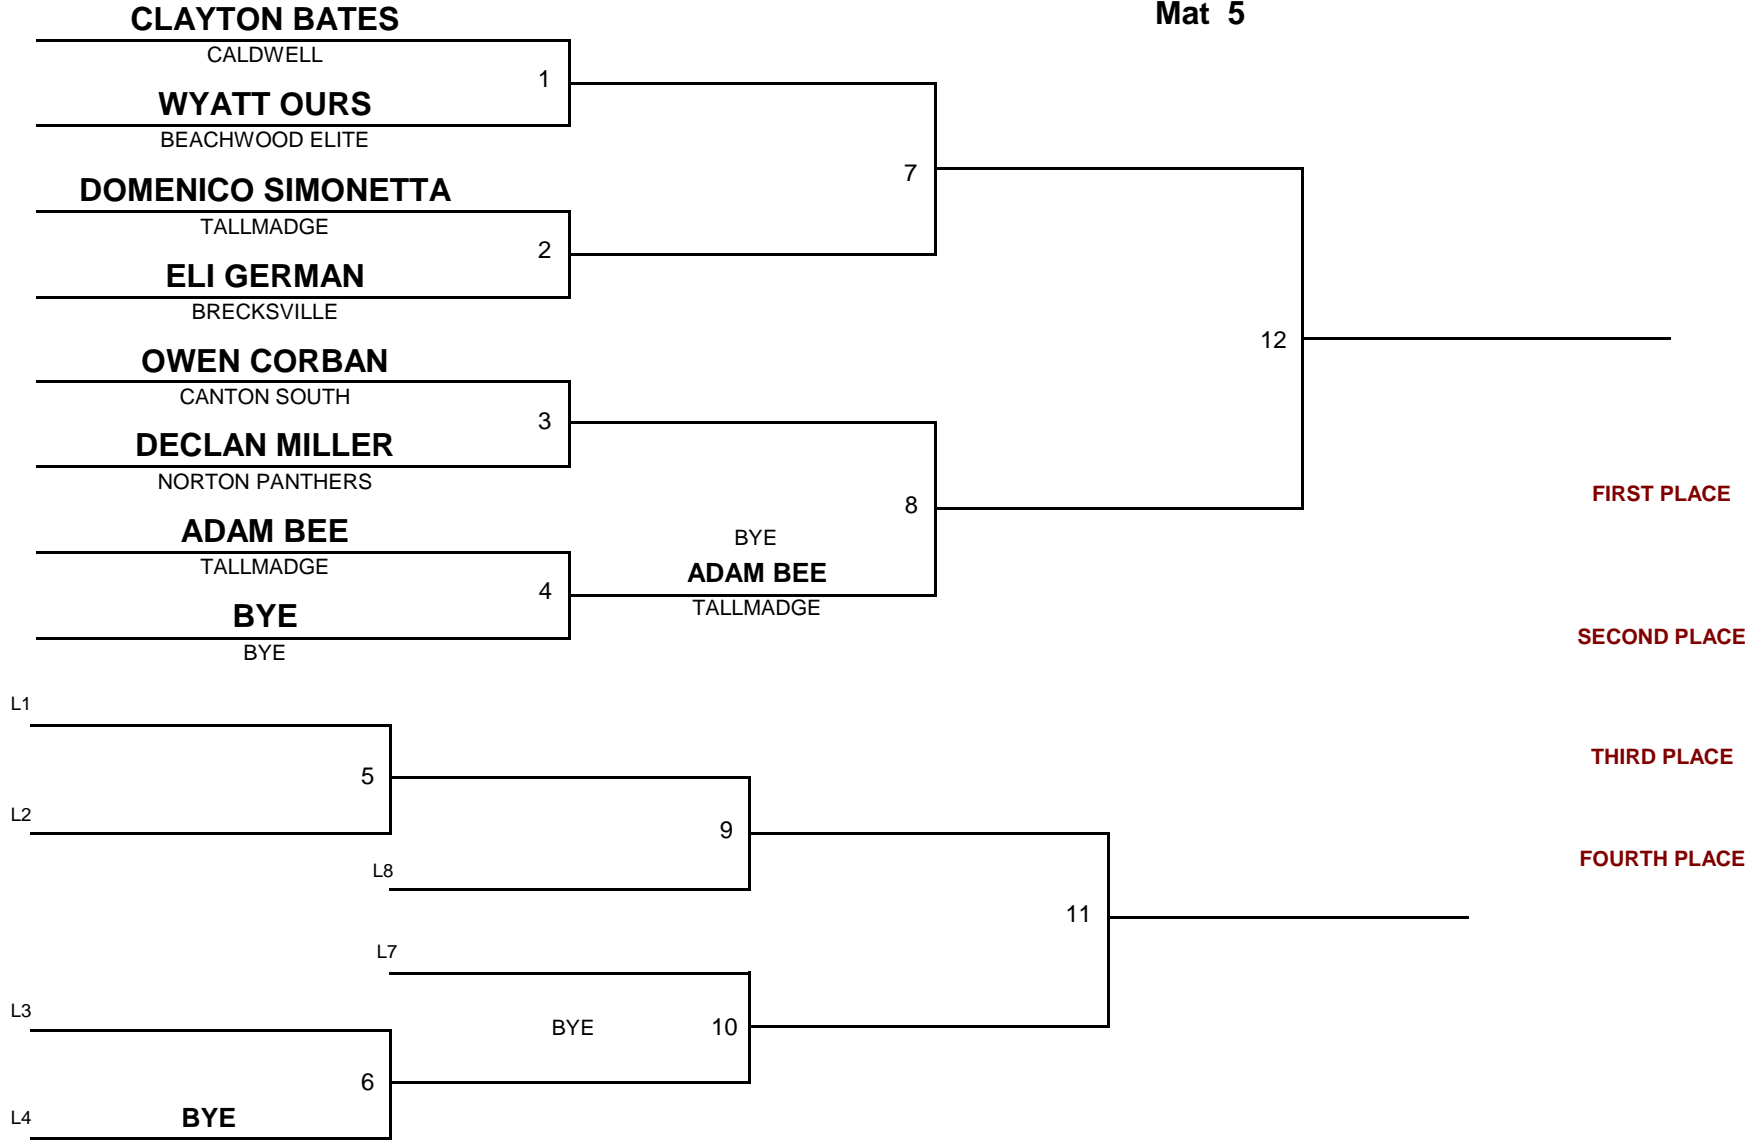 CLAYTON BATES
Mat 5
CALDWELL
1
WYATT OURS
BEACHWOOD ELITE
7
DOMENICO SIMONETTA
TALLMADGE
2
ELI GERMAN
BRECKSVILLE
12
OWEN CORBAN
CANTON SOUTH
3
DECLAN MILLER
NORTON PANTHERS
FIRST PLACE
8
ADAM BEE
BYE
TALLMADGE
ADAM BEE
4
TALLMADGE
BYE
BYE
SECOND PLACE
L1
THIRD PLACE
5
L2
9
FOURTH PLACE
L8
11
L7
L3
BYE
10
6
L4
BYE